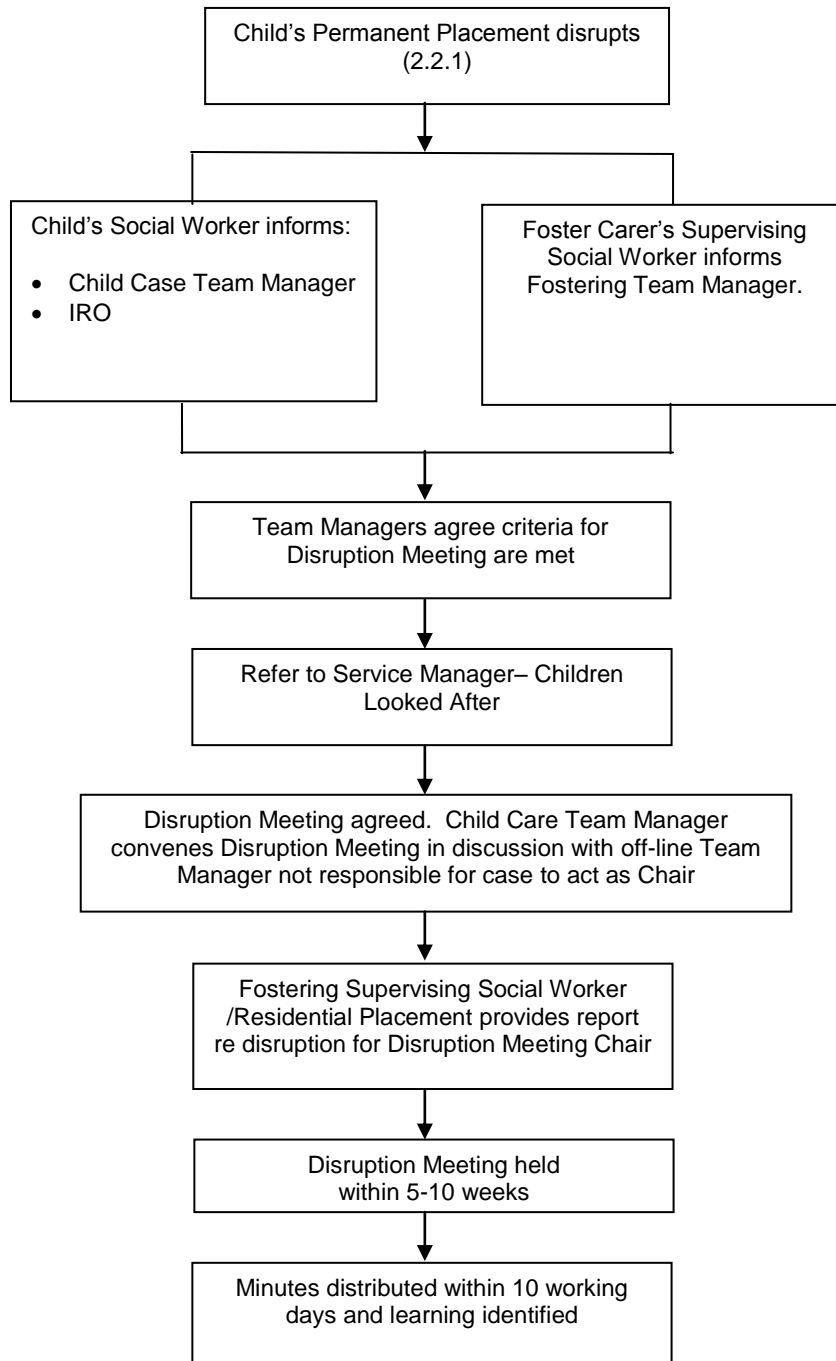 Child’s Permanent Placement disrupts
(2.2.1)
Child’s Social Worker informs:
• Child Case Team Manager
• IRO
Foster Carer’s Supervising
Social Worker informs
Fostering Team Manager.
Team Managers agree criteria for
Disruption Meeting are met
Refer to Service Manager– Children
Looked After
Disruption Meeting agreed.  Child Care Team Manager
convenes Disruption Meeting in discussion with off-line Team
Manager not responsible for case to act as Chair
Fostering Supervising Social Worker
/Residential Placement provides report
re disruption for Disruption Meeting Chair
Disruption Meeting held
within 5-10 weeks
Minutes distributed within 10 working
days and learning identified